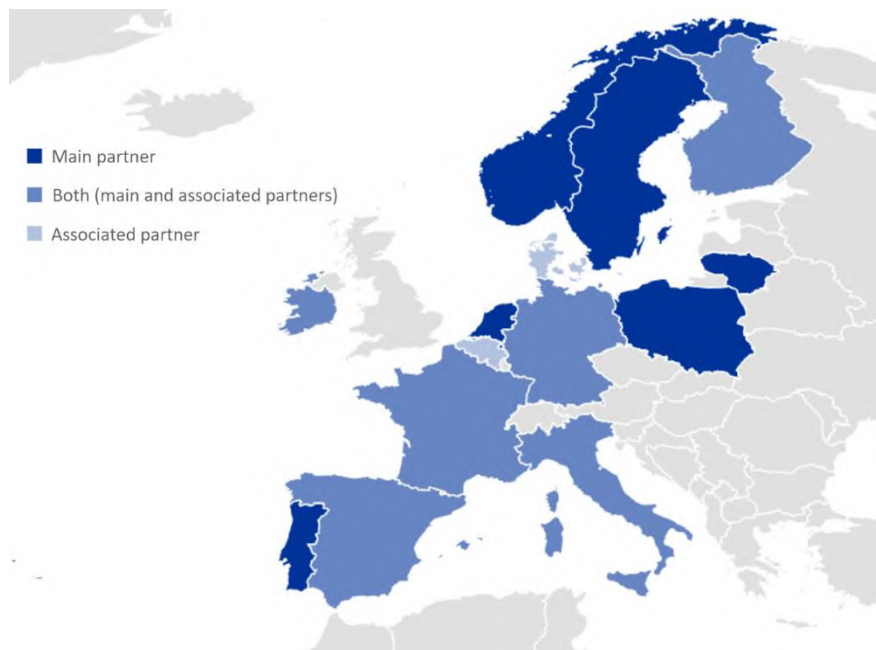 Main partner
Both (main and associated partners)
Associated partner